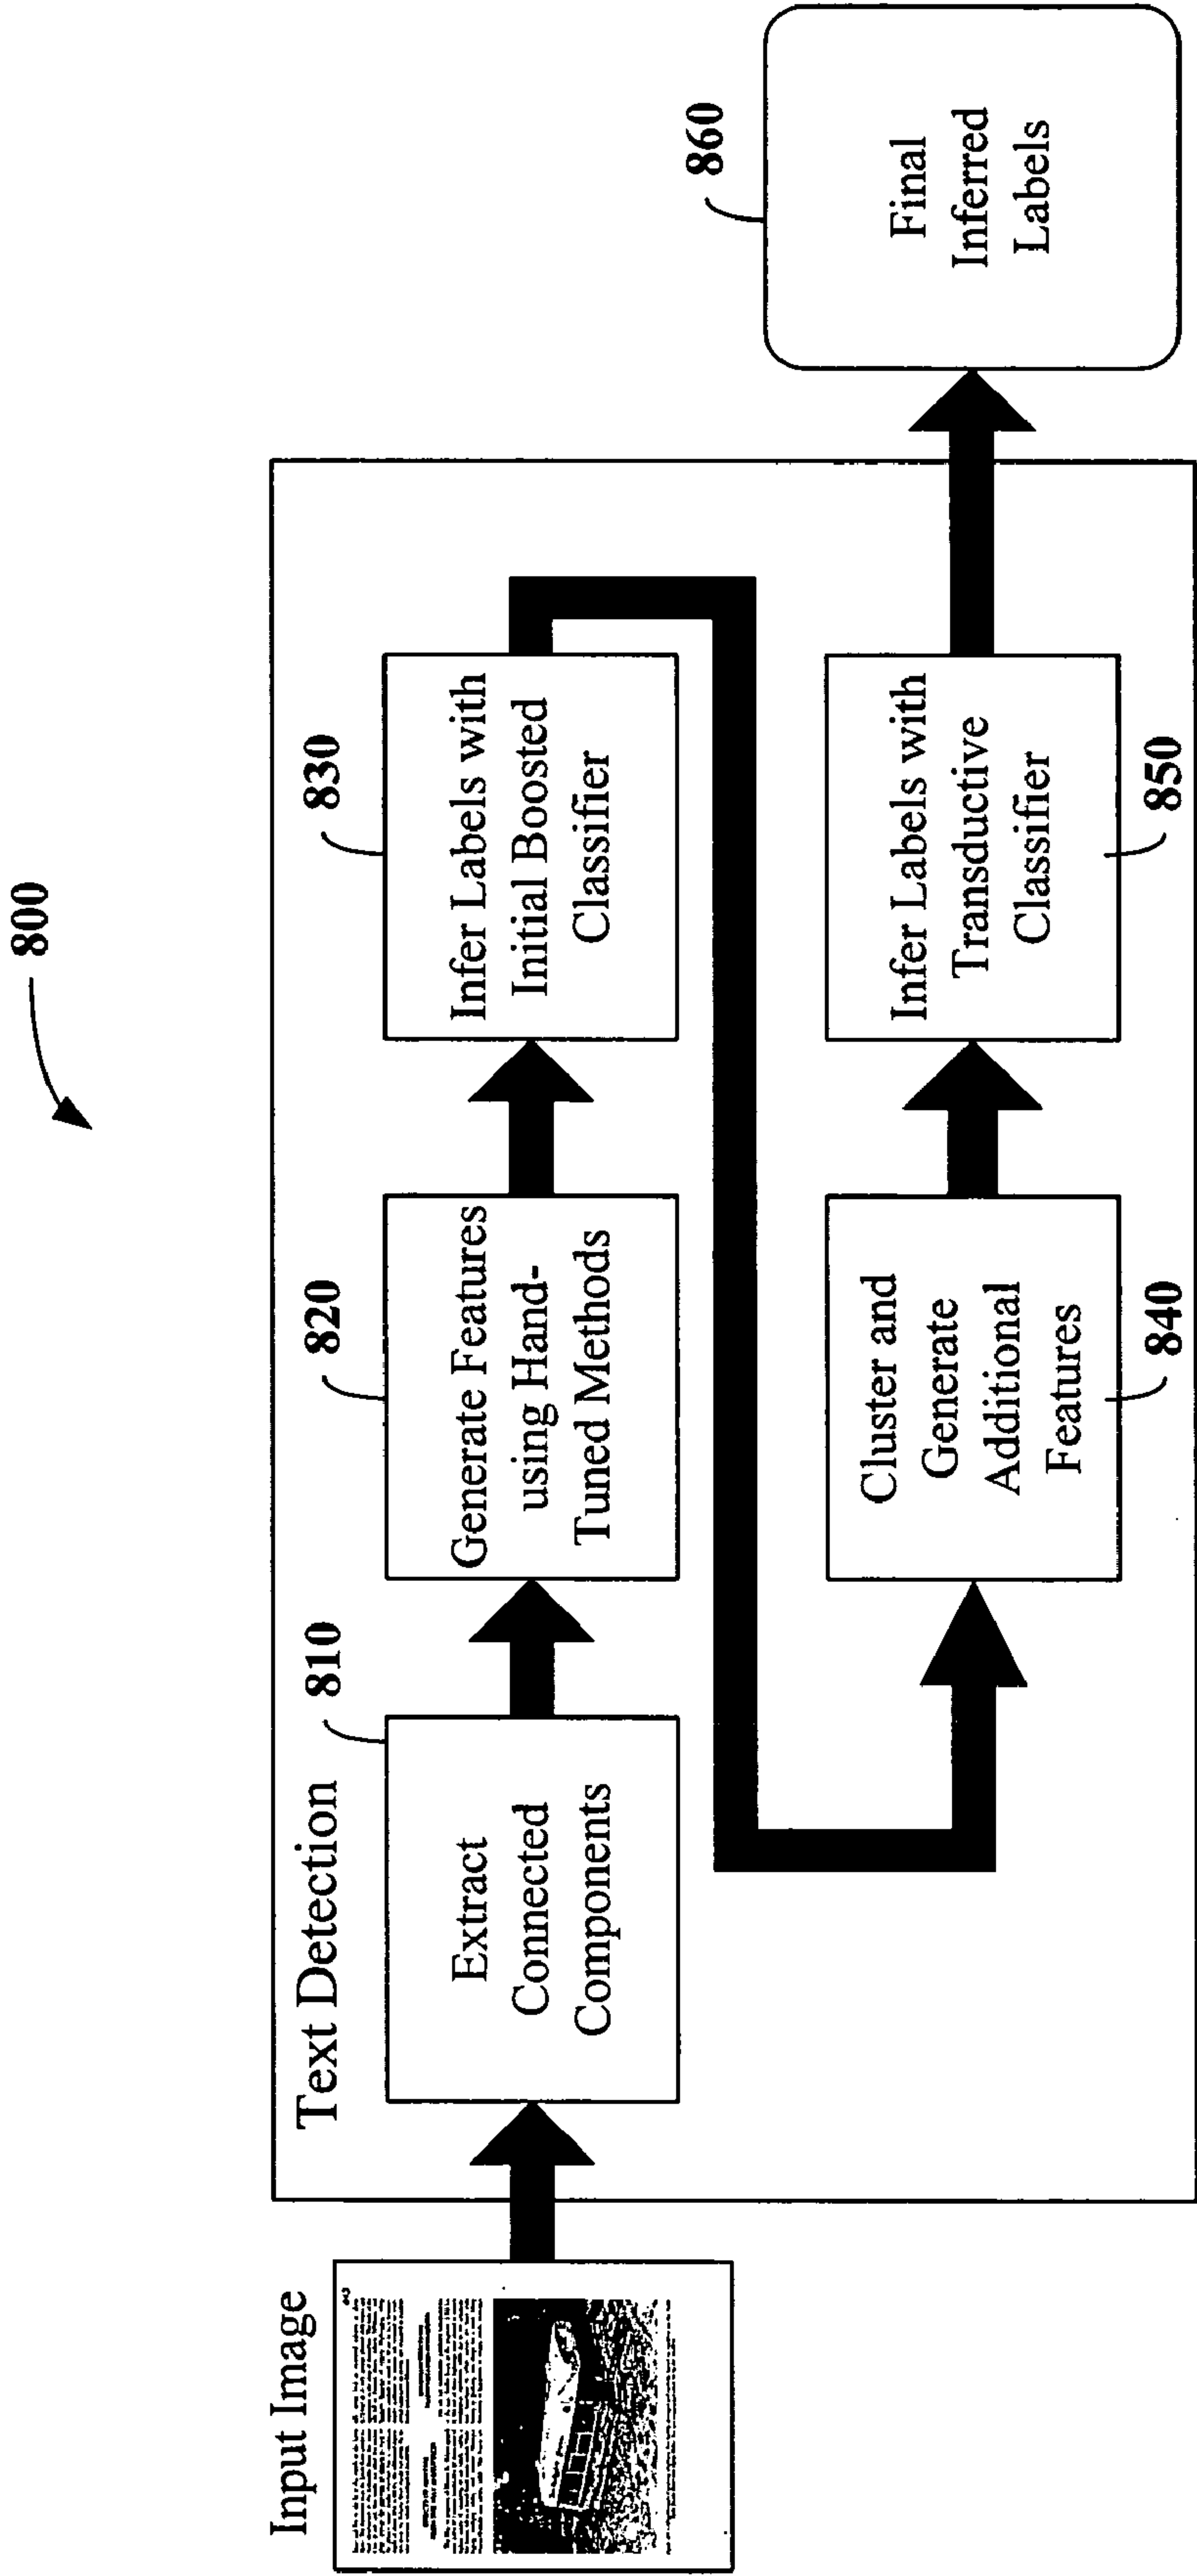 800
Input Image
Text Detection
810
Extract
Connected
Components
820
Generate Features
using Hand-
Tuned Methods
830
Infer Labels with
Initial Boosted
Classifier
Cluster and
Generate
Additional
Features
840
Infer Labels with
Transductive
Classifier
850
860
Final
Inferred
Labels